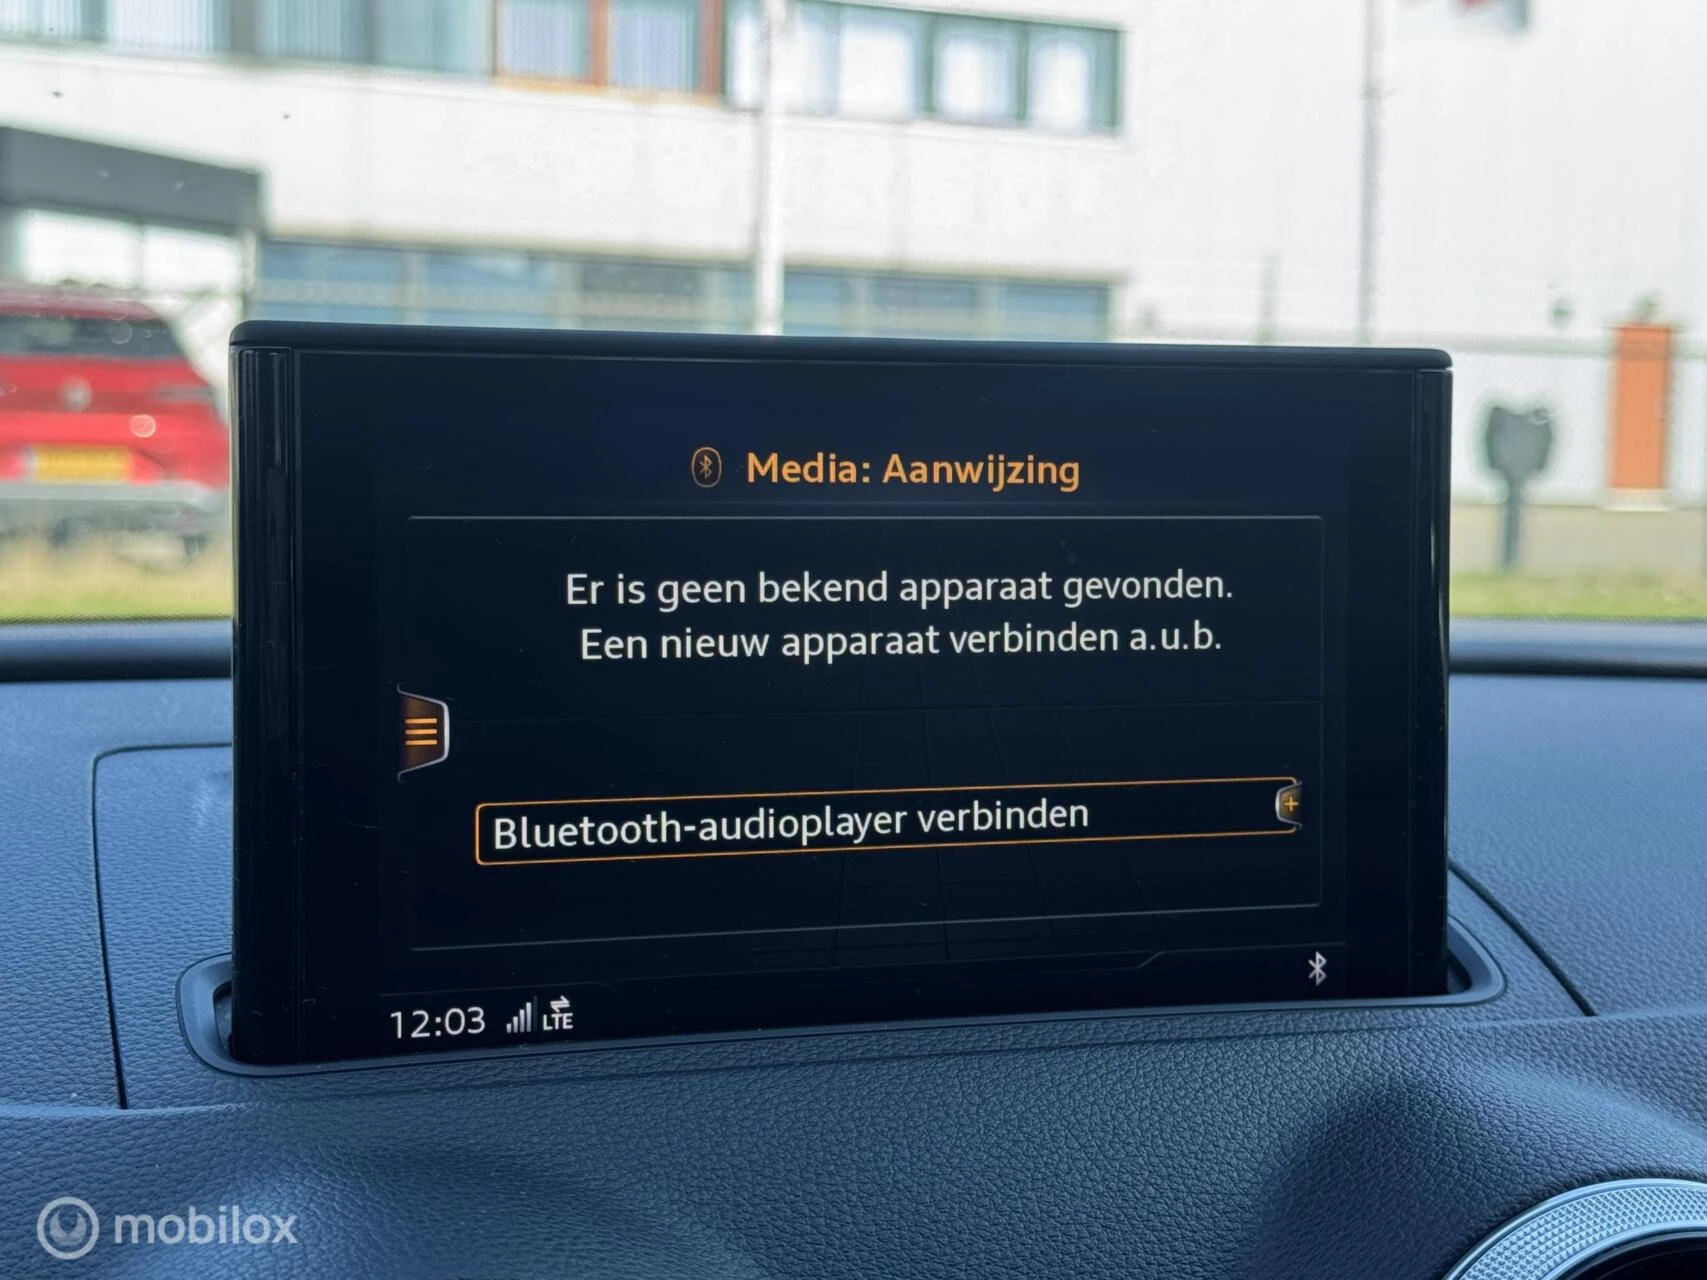 Media: Aanwijzing
Er is geen bekend apparaat gevonden.
Een nieuw apparaat verbinden a.u.b.
Bluetooth-audioplayer verbinden
12:03 LTE
mobilox